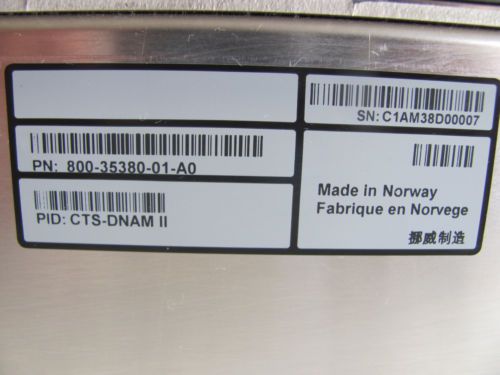 SN: C1AM38D00007
PN: 800-35380-01-A0
PID: CTS-DNAM II
Made in Norway
Fabrique en Norvege
挪威制造